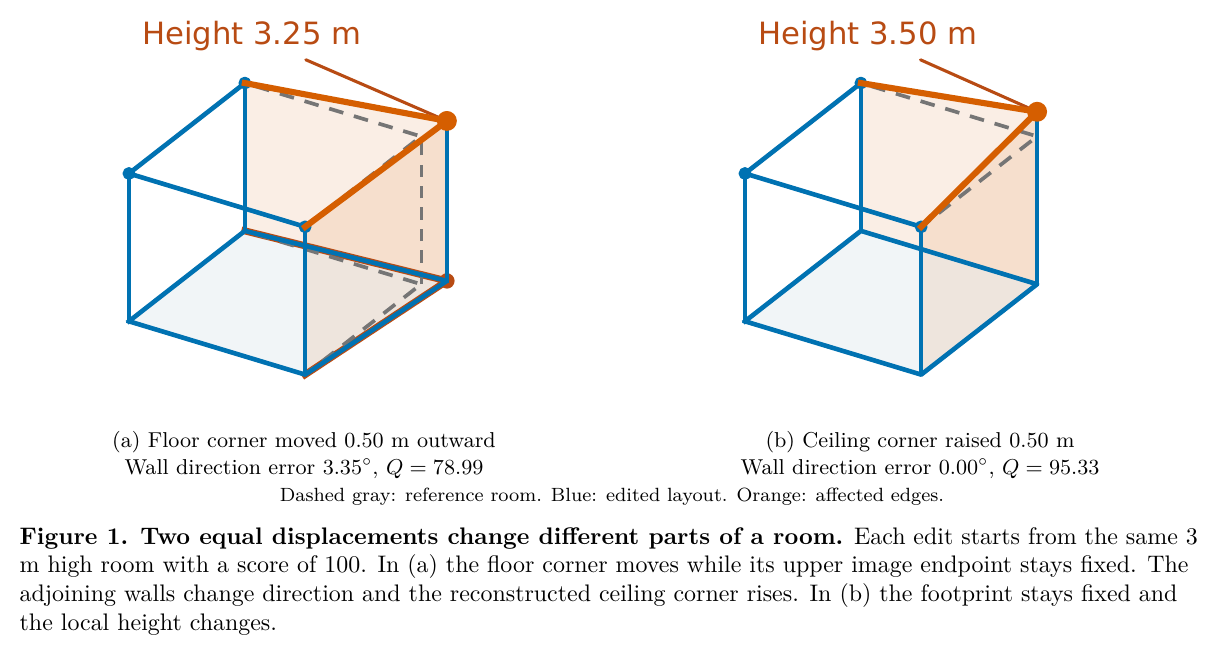 Height 3.25 m
Height 3.50 m
(a) Floor corner moved 0.50 m outward
Wall direction error 3.35°, Q = 78.99
(b) Ceiling corner raised 0.50 m
Wall direction error 0.00°, Q = 95.33
Dashed gray: reference room. Blue: edited layout. Orange: affected edges.
Figure 1. Two equal displacements change different parts of a room. Each edit starts from the same 3
m high room with a score of 100. In (a) the floor corner moves while its upper image endpoint stays fixed. The
adjoining walls change direction and the reconstructed ceiling corner rises. In (b) the footprint stays fixed and
the local height changes.